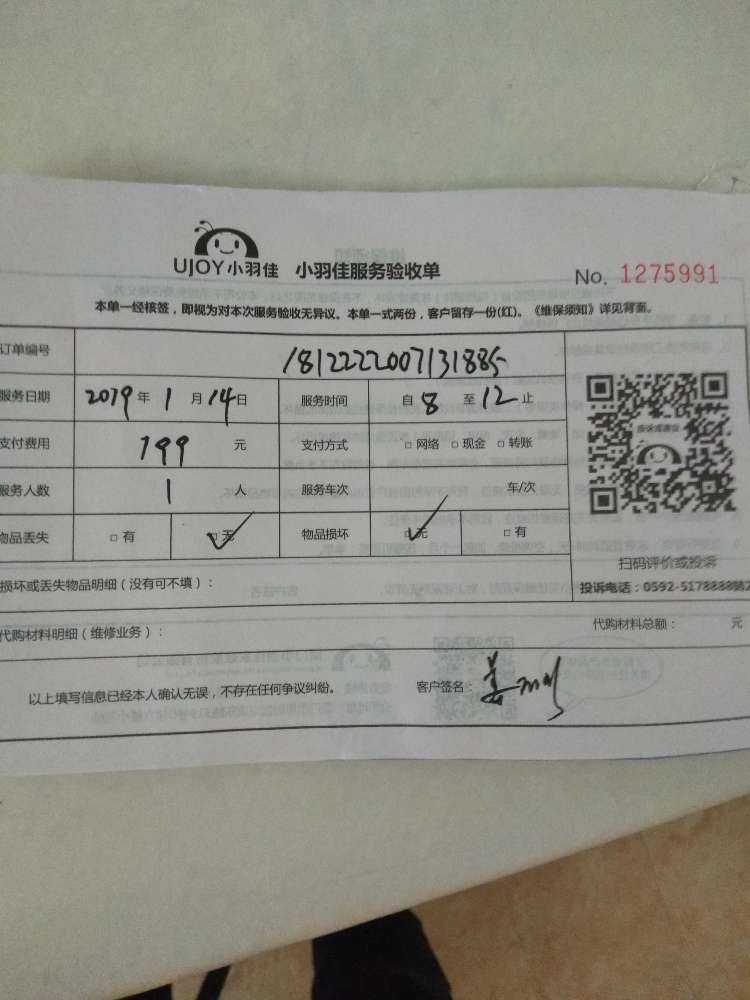 UJOY小羽佳 小羽佳服务验收单 No. 1275991
本单一经核签，即视为对本次服务验收无异议。本单一式两份，客户留存一份(红)。《维保须知》详见背面。
订单编号 1812222007131885
服务日期 2019年 1 月 14日 服务时间 自 8 至 12 止
支付费用 199 元 支付方式 □ 网络 □ 现金 □ 转账
服务人数 1 人 服务车次 车/次
物品丢失 □ 有 □ 无 物品损坏 □ 无 □ 有
扫码评价或投诉
损坏或丢失物品明细（没有可不填）： 投诉电话：0592-5178888
代购材料明细（维修业务）： 代购材料总额： 元
以上填写信息已经本人确认无误，不存在任何争议纠纷。 客户签名：